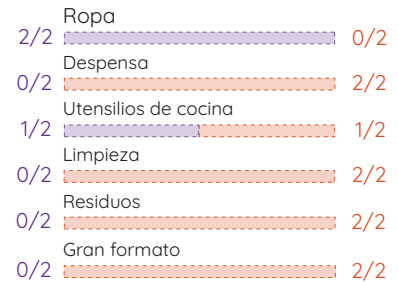 Ropa
2/2 0/2
Despensa
0/2 2/2
Utensilios de cocina
1/2 1/2
Limpieza
0/2 2/2
Residuos
0/2 2/2
Gran formato
0/2 2/2